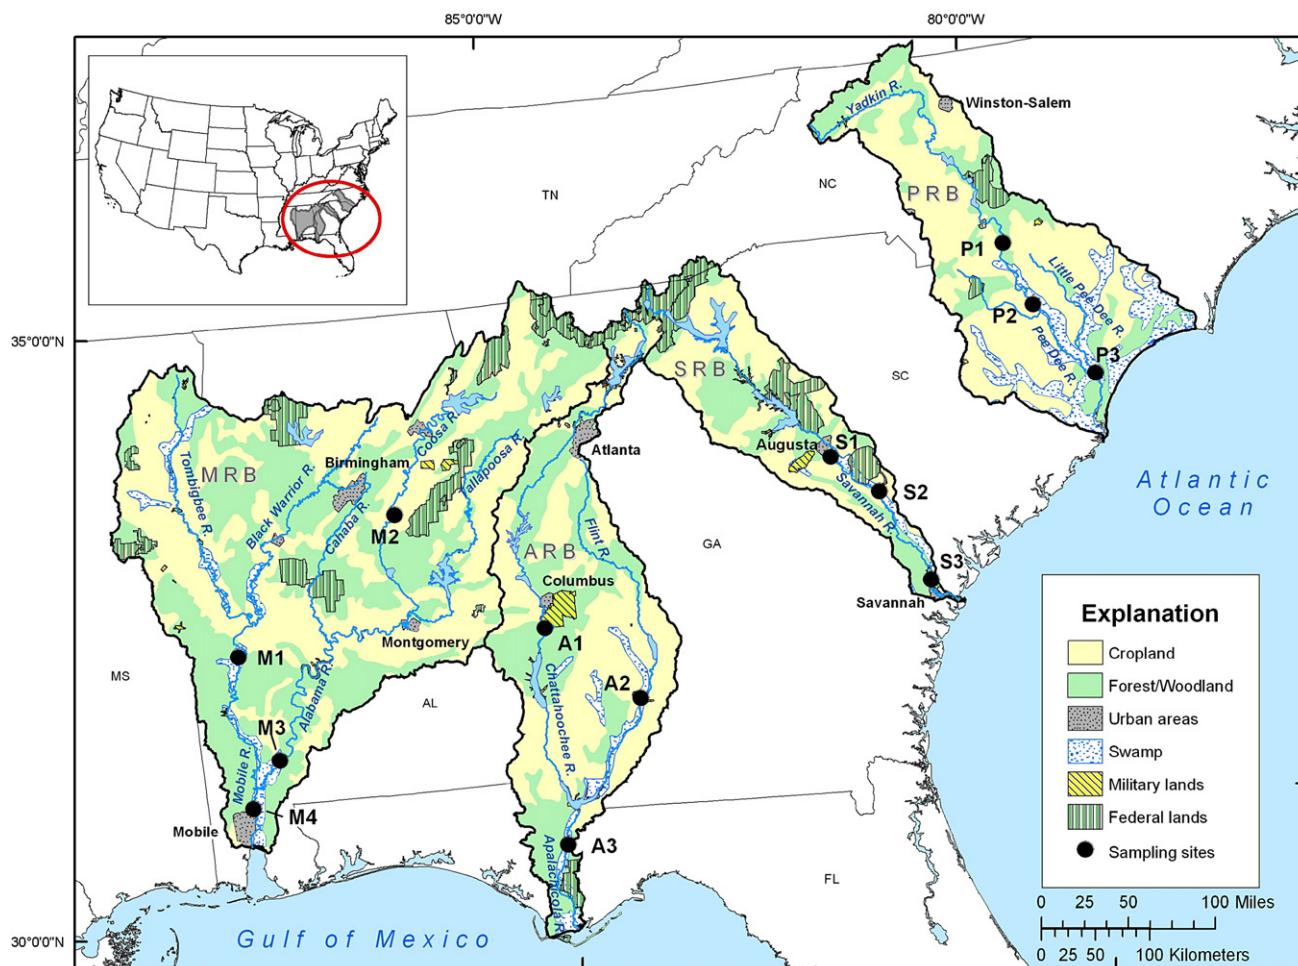 85°0'0"W
80°0'0"W
Yadkin R.
Winston-Salem
TN
NC
PRB
P1
Little Pee Dee R.
P2
Pee Dee R.
P3
35°0'0"N
SRB
SC
Coosa R.
Augusta
S1
Atlanta
Birmingham
Tallapoosa R.
MRB
Tombigbee R.
Black Warrior R.
Cahaba R.
M2
Flint R.
Savannah R.
S2
Atlantic
Ocean
ARB
GA
Columbus
S3
Savannah
Montgomery
A1
M1
MS
Alabama R.
AL
A2
Chattahoochee R.
M3
Mobile R.
M4
Mobile
A3
Apalachicola R.
FL
30°0'0"N
Gulf of Mexico
Explanation
Cropland
Forest/Woodland
Urban areas
Swamp
Military lands
Federal lands
Sampling sites
0 25 50 100 Miles
0 25 50 100 Kilometers